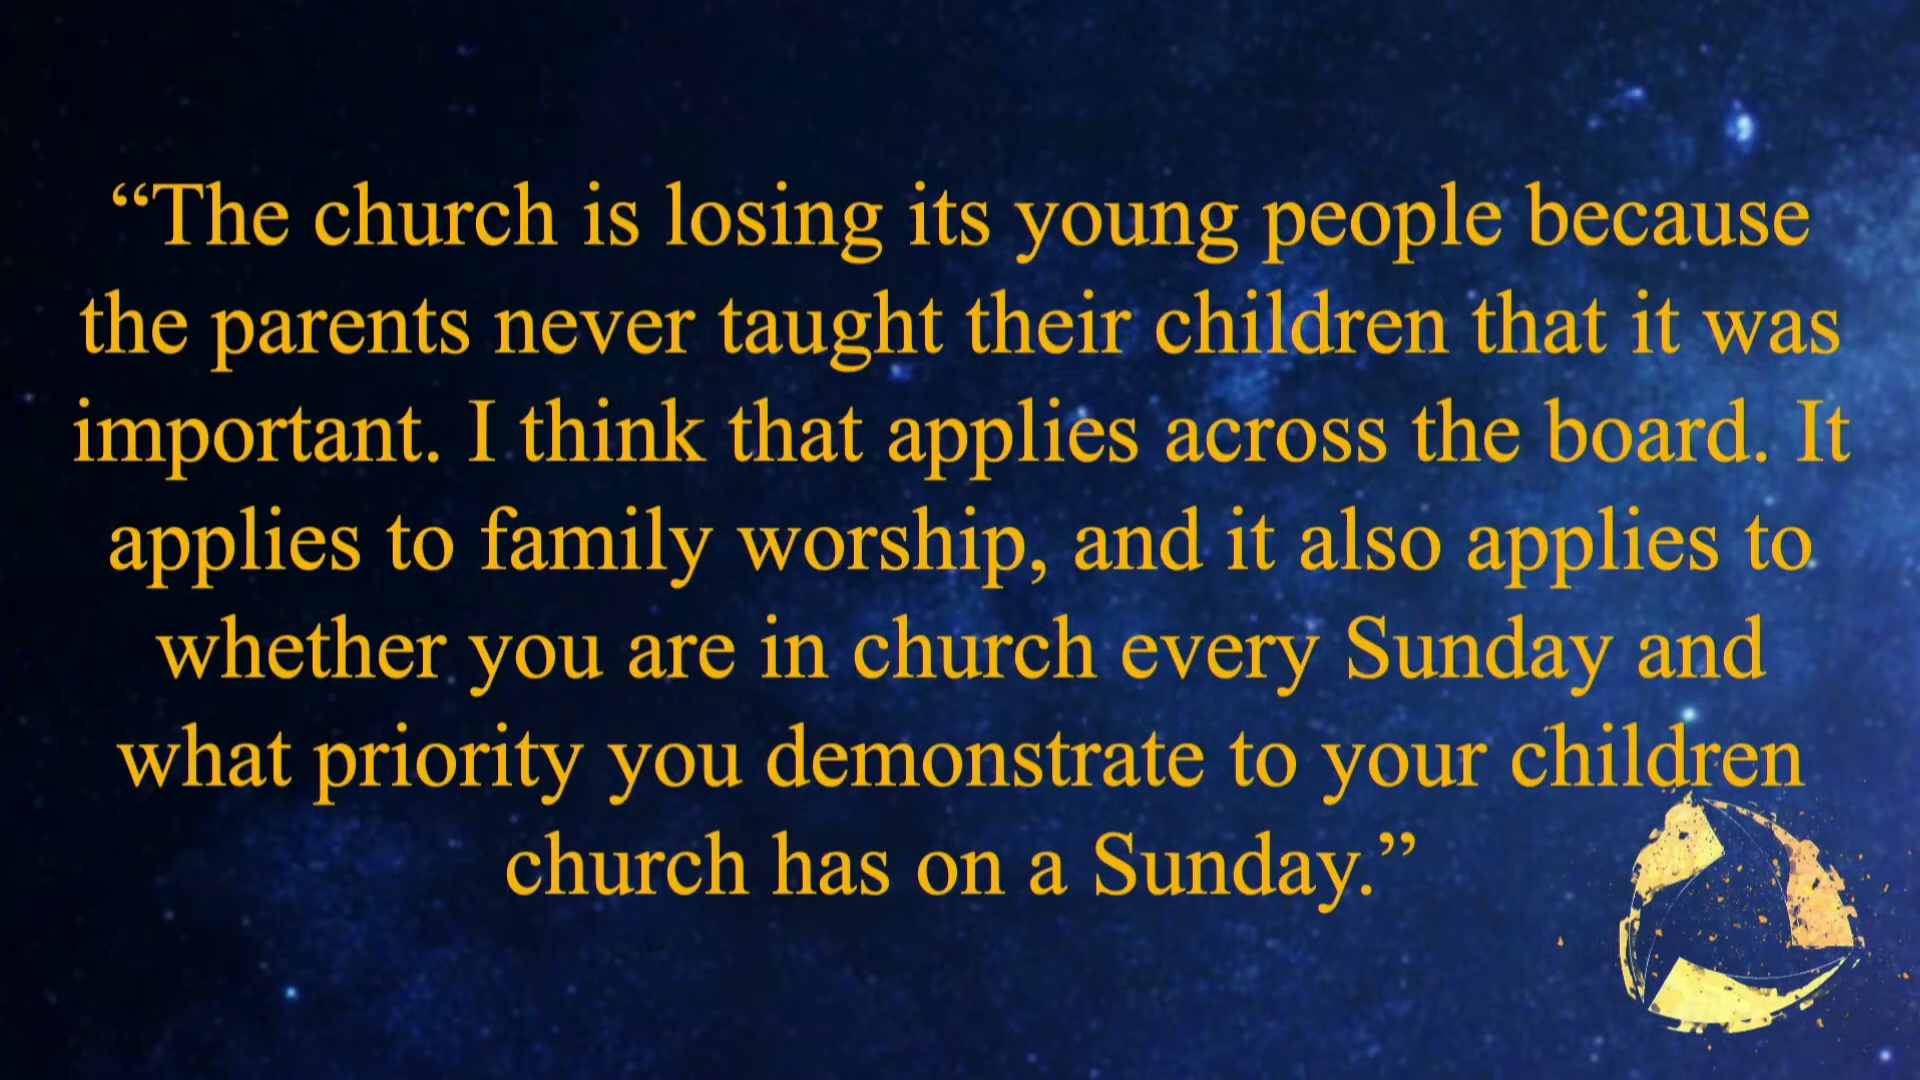 “The church is losing its young people because
the parents never taught their children that it was
important. I think that applies across the board. It
applies to family worship, and it also applies to
whether you are in church every Sunday and
what priority you demonstrate to your children
church has on a Sunday.”